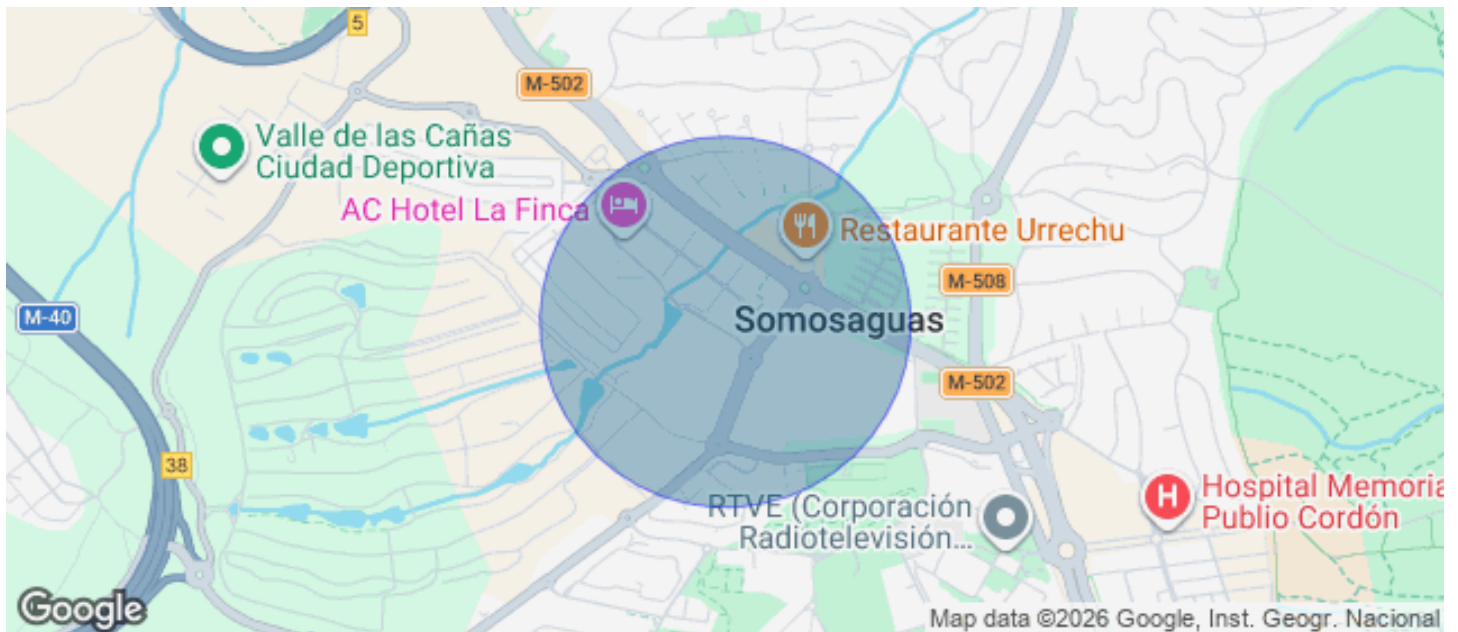 5
M-502
Valle de las Cañas
Ciudad Deportiva
AC Hotel La Finca
Restaurante Urrechu
M-508
M-40
Somosaguas
M-502
38
RTVE (Corporación
Radiotelevisión...
Hospital Memoria
Publio Cordón
Google
Map data ©2026 Google, Inst. Geogr. Nacional